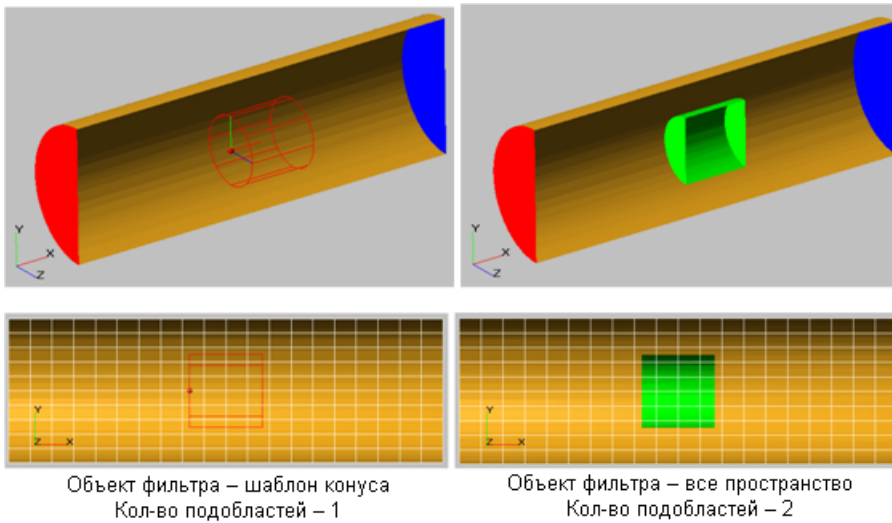 Y
X
Z
Y
X
Z
Y
Z X
Y
Z X
Объект фильтра – шаблон конуса
Кол-во подобластей – 1
Объект фильтра – все пространство
Кол-во подобластей – 2